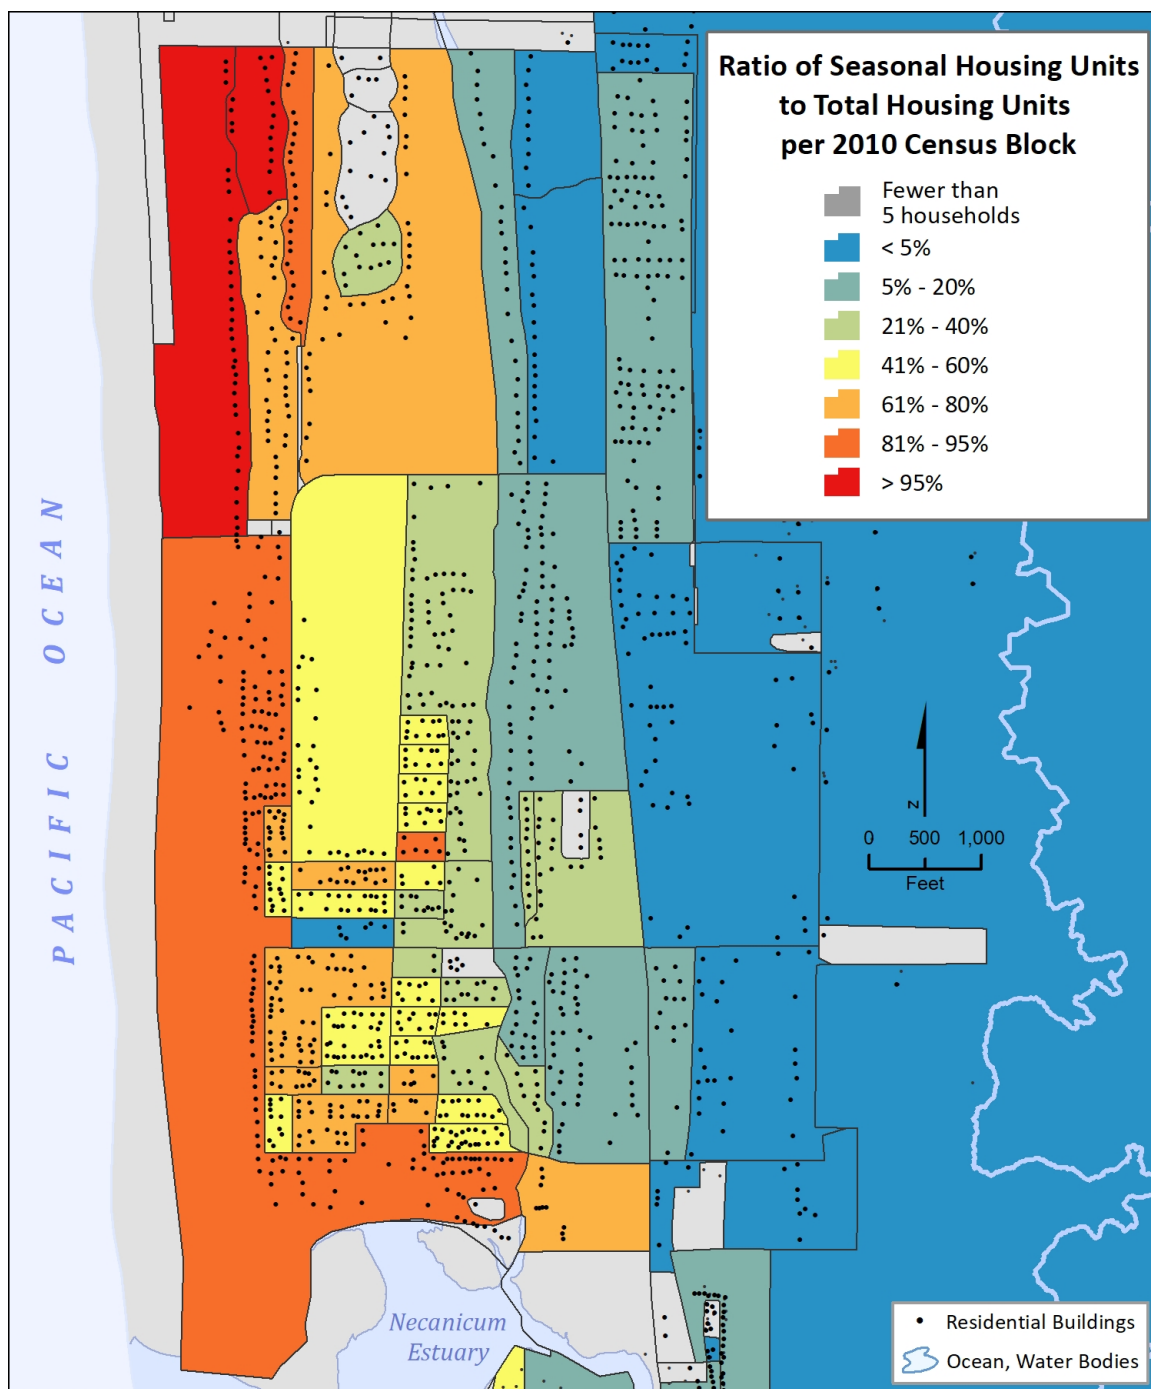 Ratio of Seasonal Housing Units
to Total Housing Units
per 2010 Census Block
Fewer than
5 households
< 5%
5% - 20%
21% - 40%
41% - 60%
61% - 80%
81% - 95%
> 95%
PACIFIC OCEAN
N
0 500 1,000
Feet
Necanicum
Estuary
Residential Buildings
Ocean, Water Bodies